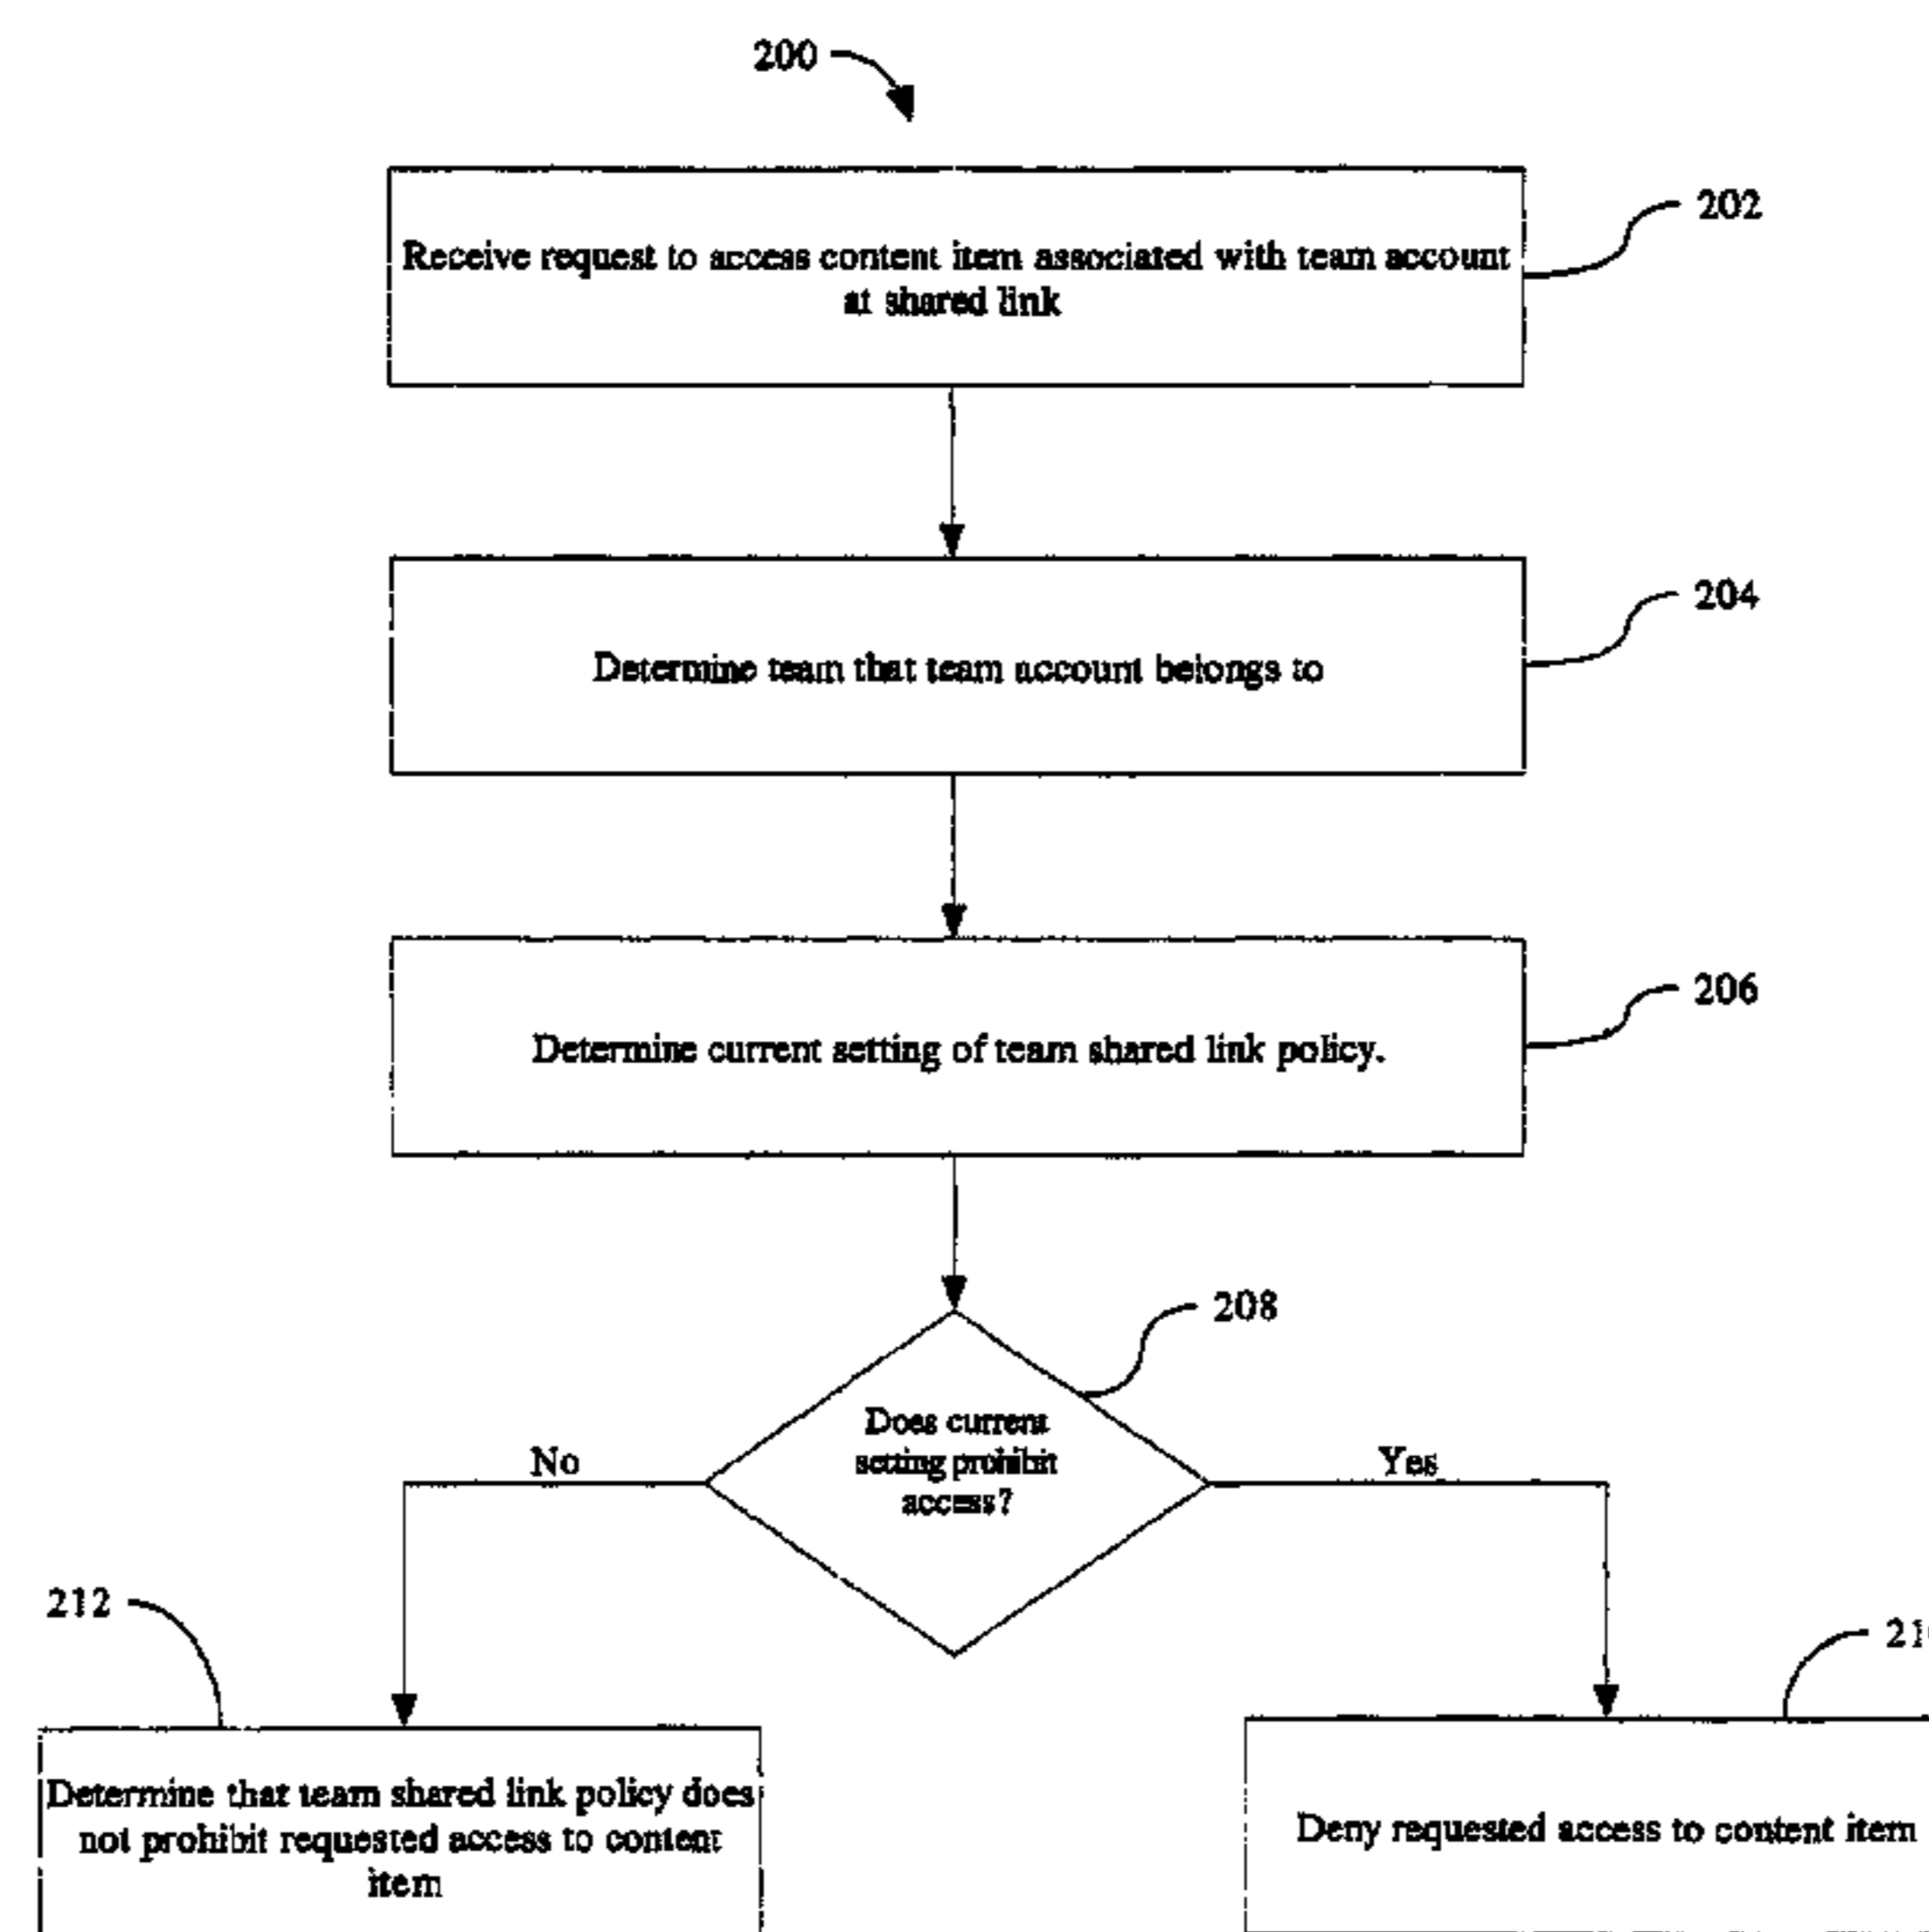 200
202
Receive request to access content item associated with team account
at shared link
204
Determine team that team account belongs to
206
Determine current setting of team shared link policy.
208
Does current
setting prohibit
access?
No
Yes
212
Determine that team shared link policy does
not prohibit requested access to content
item
Deny requested access to content item